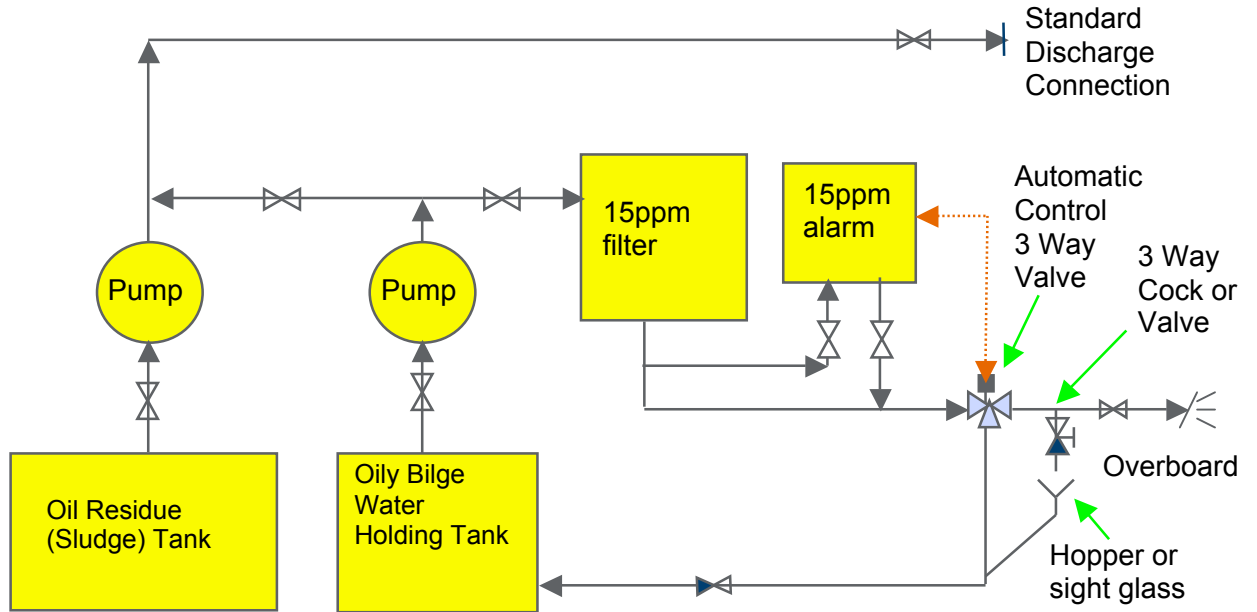 Standard
Discharge
Connection
15ppm
filter
15ppm
alarm
Automatic
Control
3 Way
Valve
3 Way
Cock or
Valve
Pump
Pump
Overboard
Oil Residue
(Sludge) Tank
Oily Bilge
Water
Holding Tank
Hopper or
sight glass